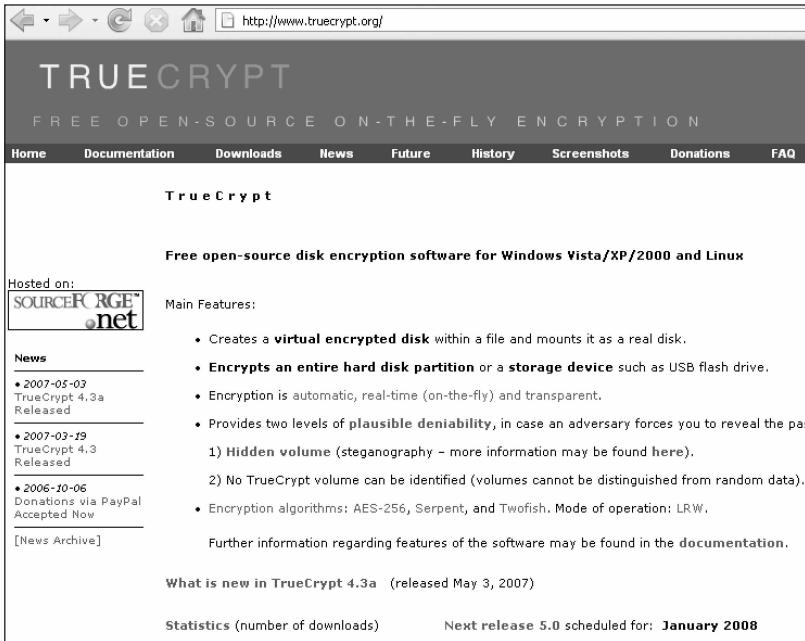 http://www.truecrypt.org/
TRUECRYPT
FREE OPEN-SOURCE ON-THE-FLY ENCRYPTION
Home Documentation Downloads News Future History Screenshots Donations FAQ
TrueCrypt
Free open-source disk encryption software for Windows Vista/XP/2000 and Linux
Hosted on:
SOURCEFORGE™
.net
News
• 2007-05-03
TrueCrypt 4.3a
Released
• 2007-03-19
TrueCrypt 4.3
Released
• 2006-10-06
Donations via PayPal
Accepted Now
[News Archive]
Main Features:
• Creates a virtual encrypted disk within a file and mounts it as a real disk.
• Encrypts an entire hard disk partition or a storage device such as USB flash drive.
• Encryption is automatic, real-time (on-the-fly) and transparent.
• Provides two levels of plausible deniability, in case an adversary forces you to reveal the pa
1) Hidden volume (steganography – more information may be found here).
2) No TrueCrypt volume can be identified (volumes cannot be distinguished from random data).
• Encryption algorithms: AES-256, Serpent, and Twofish. Mode of operation: LRW.
Further information regarding features of the software may be found in the documentation.
What is new in TrueCrypt 4.3a (released May 3, 2007)
Statistics (number of downloads) Next release 5.0 scheduled for: January 2008